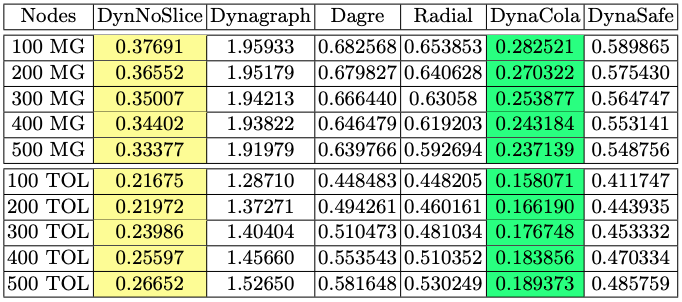 Nodes DynNoSlice Dynagraph Dagre Radial DynaCola DynaSafe
100 MG 0.37691 1.95933 0.682568 0.653853 0.282521 0.589865
200 MG 0.36552 1.95179 0.679827 0.640628 0.270322 0.575430
300 MG 0.35007 1.94213 0.666440 0.63058 0.253877 0.564747
400 MG 0.34402 1.93822 0.646479 0.619203 0.243184 0.553141
500 MG 0.33377 1.91979 0.639766 0.592694 0.237139 0.548756
100 TOL 0.21675 1.28710 0.448483 0.448205 0.158071 0.411747
200 TOL 0.21972 1.37271 0.494261 0.460161 0.166190 0.443935
300 TOL 0.23986 1.40404 0.510473 0.481034 0.176748 0.453332
400 TOL 0.25597 1.45660 0.553543 0.510352 0.183856 0.470334
500 TOL 0.26652 1.52650 0.581648 0.530249 0.189373 0.485759